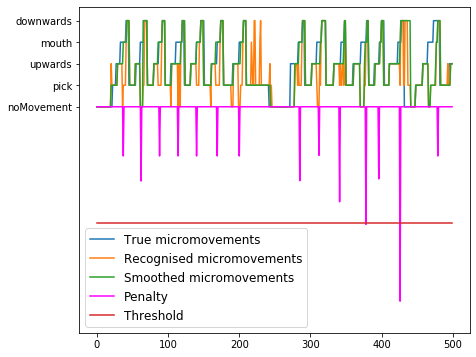 downwards
mouth
upwards
pick
noMovement
True micromovements
Recognised micromovements
Smoothed micromovements
Penalty
Threshold
0 100 200 300 400 500